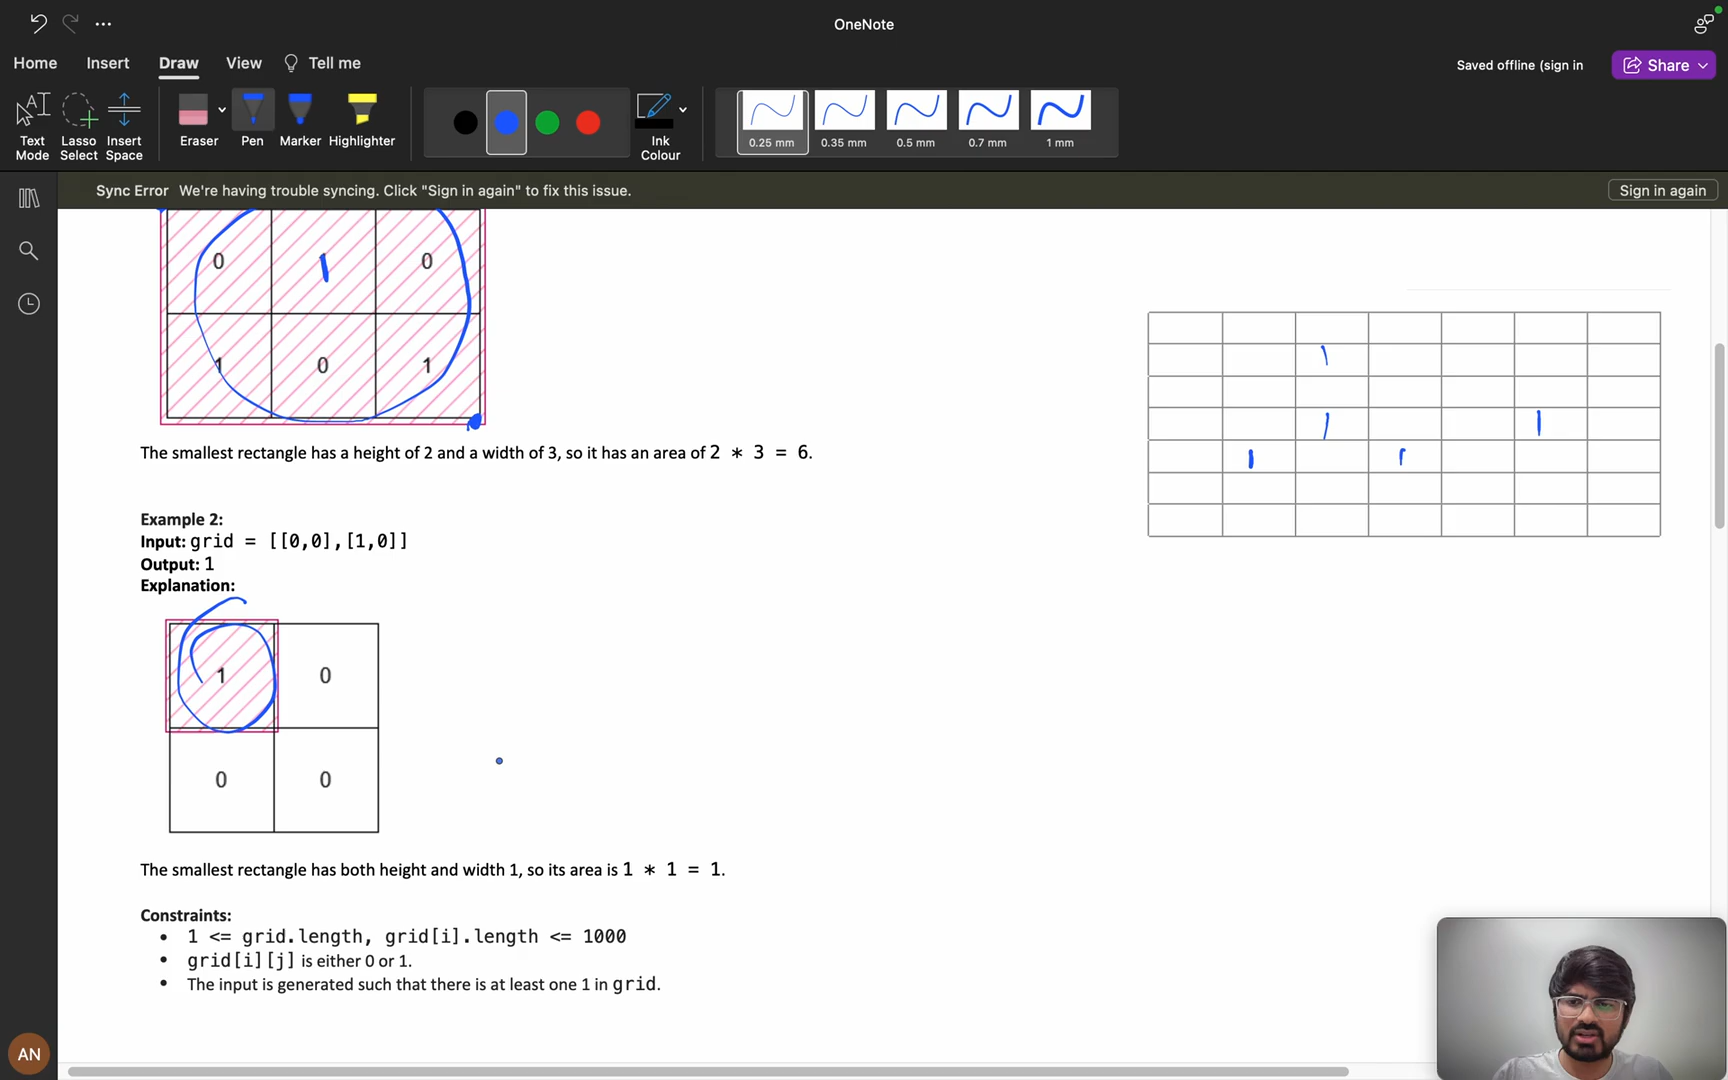 OneNote
Home Insert Draw View Tell me
Saved offline (sign in
Share
Text Mode
Lasso Select
Insert Space
Eraser
Pen
Marker
Highlighter
Ink Colour
0.25 mm
0.35 mm
0.5 mm
0.7 mm
1 mm
Sync Error We're having trouble syncing. Click "Sign in again" to fix this issue.
Sign in again
0 1 0
1 0 1
The smallest rectangle has a height of 2 and a width of 3, so it has an area of 2 * 3 = 6.
1
1 1
1 1
Example 2:
Input: grid = [[0,0],[1,0]]
Output: 1
Explanation:
1 0
0 0
The smallest rectangle has both height and width 1, so its area is 1 * 1 = 1.
Constraints:
• 1 <= grid.length, grid[i].length <= 1000
• grid[i][j] is either 0 or 1.
• The input is generated such that there is at least one 1 in grid.
AN